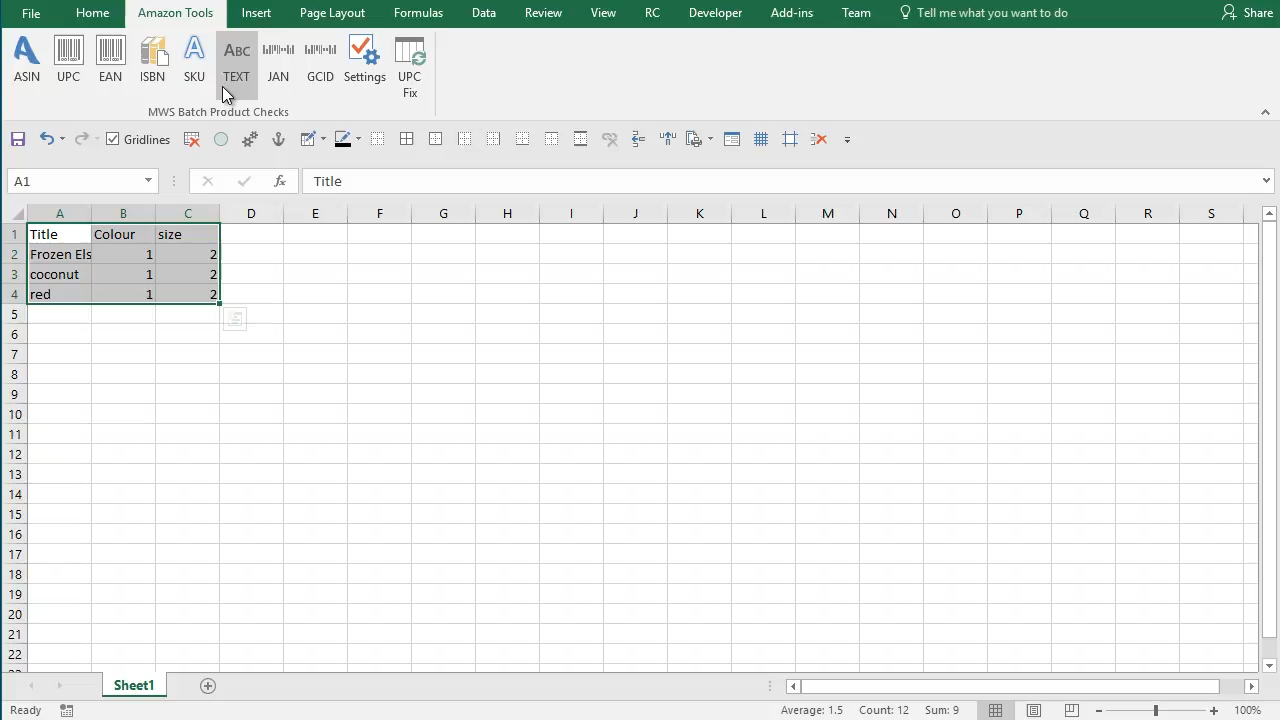 File Home Amazon Tools Insert Page Layout Formulas Data Review View RC Developer Add-ins Team Tell me what you want to do Share
ABC
ASIN UPC EAN ISBN SKU TEXT JAN GCID Settings UPC Fix
MWS Batch Product Checks
Gridlines
A1 fx Title
A B C D E F G H I J K L M N O P Q R S
1 Title Colour size
2 Frozen Els 1 2
3 coconut 1 2
4 red 1 2
5
6
7
8
9
10
11
12
13
14
15
16
17
18
19
20
21
22
Sheet1
Ready Average: 1.5 Count: 12 Sum: 9 100%